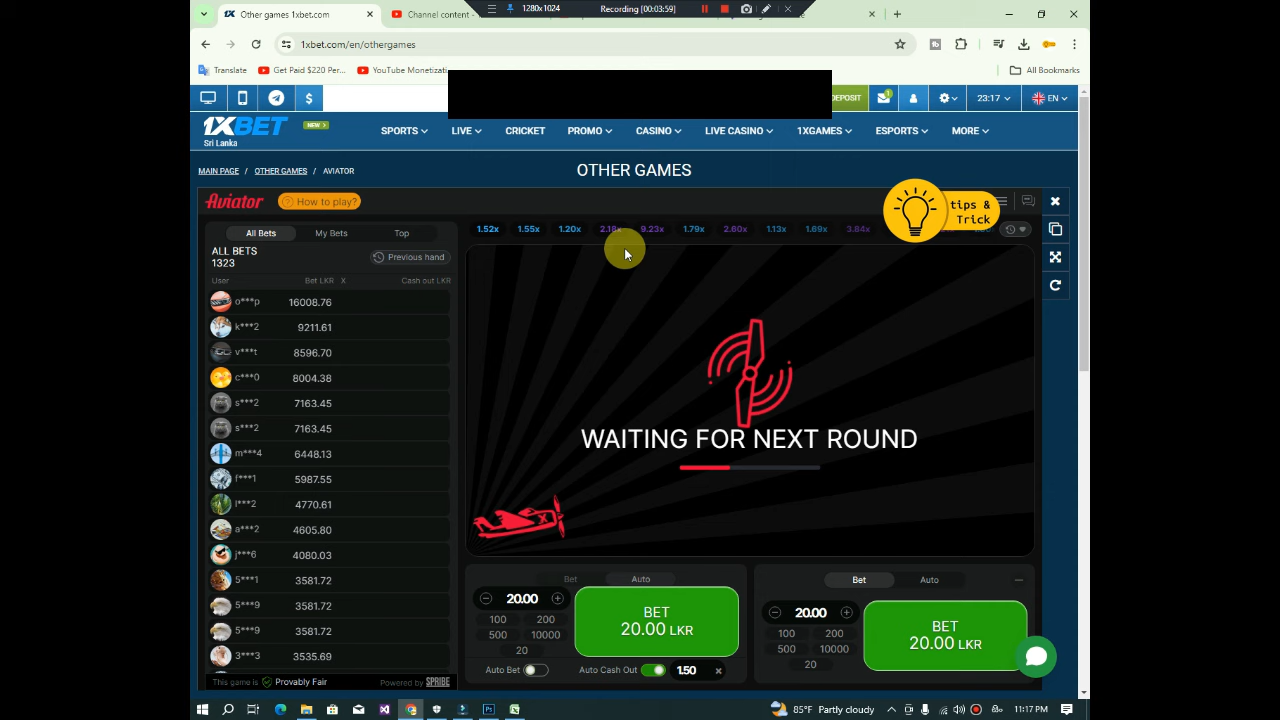 1280x1024
Recording [00:03:59]
Other games 1xbet.com
Channel content -
1xbet.com/en/othergames
Translate
Get Paid $220 Per...
YouTube Monetizati...
All Bookmarks
$
DEPOSIT
1
23:17
EN
1XBET
NEW
Sri Lanka
SPORTS
LIVE
CRICKET
PROMO
CASINO
LIVE CASINO
1XGAMES
ESPORTS
MORE
MAIN PAGE / OTHER GAMES / AVIATOR
OTHER GAMES
Aviator
? How to play?
tips &
Trick
All Bets
My Bets
Top
1.52x
1.55x
1.20x
2.18x
9.23x
1.79x
2.60x
1.13x
1.69x
3.84x
ALL BETS
1323
Previous hand
User
Bet LKR
X
Cash out LKR
o***p 16008.76
k***2 9211.61
v***t 8596.70
c***0 8004.38
s***2 7163.45
s***2 7163.45
m***4 6448.13
f***1 5987.55
l***2 4770.61
a***2 4605.80
j***6 4080.03
5***1 3581.72
5***9 3581.72
5***9 3581.72
3***3 3535.69
This game is Provably Fair
Powered by SPRIBE
WAITING FOR NEXT ROUND
Bet
Auto
20.00
100 200
500 10000
20
BET
20.00 LKR
Auto Bet
Auto Cash Out
1.50
Bet
Auto
20.00
100 200
500 10000
20
BET
20.00 LKR
85°F Partly cloudy
11:17 PM